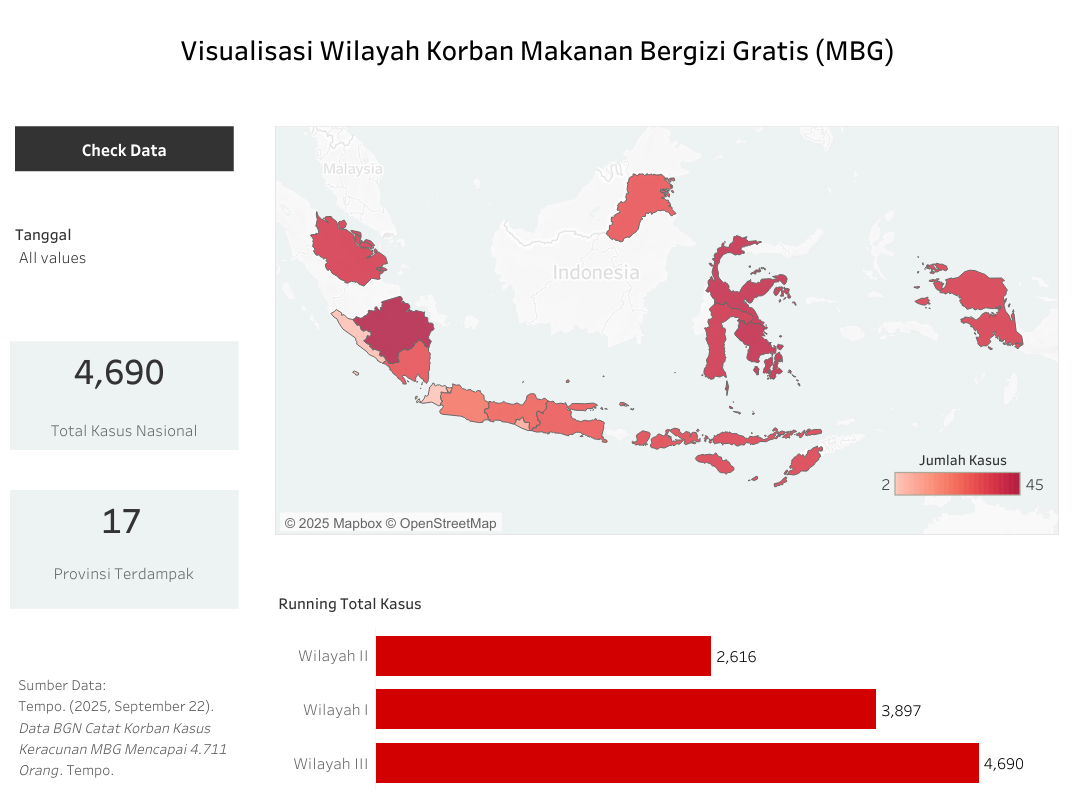 Visualisasi Wilayah Korban Makanan Bergizi Gratis (MBG)
Check Data
Tanggal
All values
4,690
Total Kasus Nasional
17
Provinsi Terdampak
Sumber Data:
Tempo. (2025, September 22).
Data BGN Catat Korban Kasus
Keracunan MBG Mencapai 4.711
Orang. Tempo.
Malaysia
Indonesia
Jumlah Kasus
2 45
© 2025 Mapbox © OpenStreetMap
Running Total Kasus
Wilayah II 2,616
Wilayah I 3,897
Wilayah III 4,690